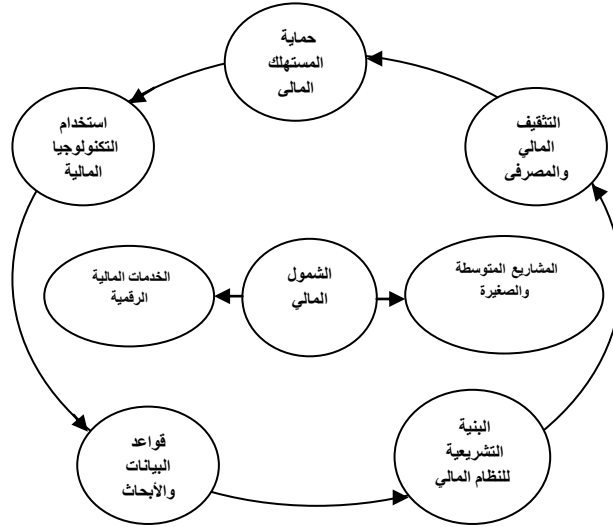 حماية
المستهلك
المالى
التثقيف
المالي
والمصرفى
استخدام
التكنولوجيا
المالية
المشاريع المتوسطة
والصغيرة
الشمول
المالي
الخدمات المالية
الرقمية
البنية
التشريعية
للنظام المالي
قواعد
البيانات
والأبحاث